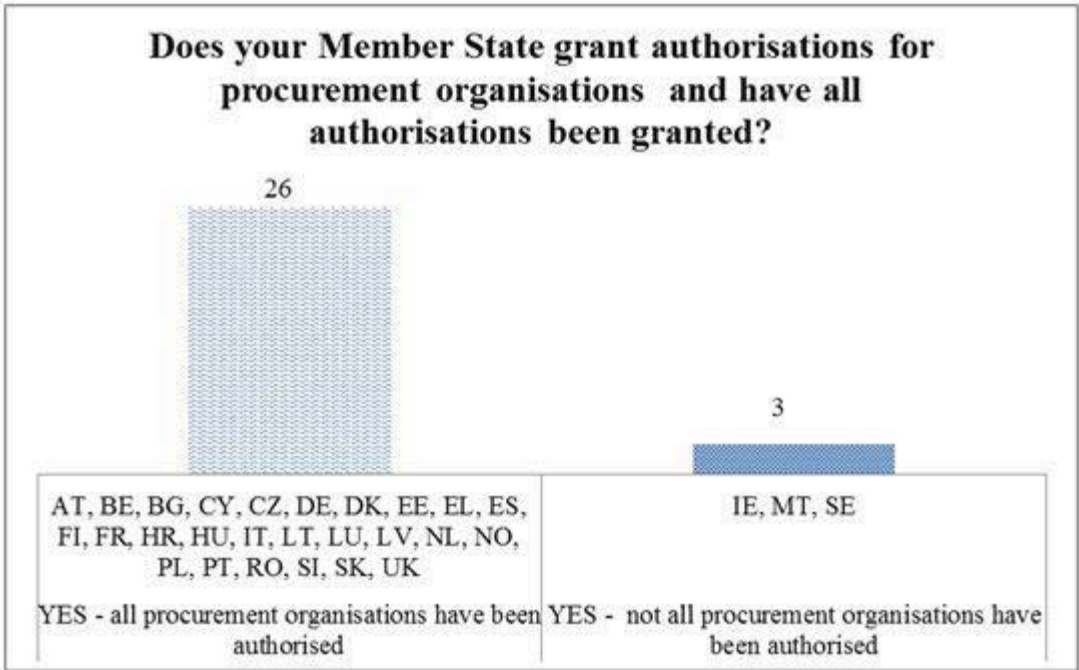 Does your Member State grant authorisations for
procurement organisations and have all
authorisations been granted?
26
3
AT, BE, BG, CY, CZ, DE, DK, EE, EL, ES,
FI, FR, HR, HU, IT, LT, LU, LV, NL, NO,
PL, PT, RO, SI, SK, UK
YES - all procurement organisations have been
authorised
IE, MT, SE
YES - not all procurement organisations have
been authorised